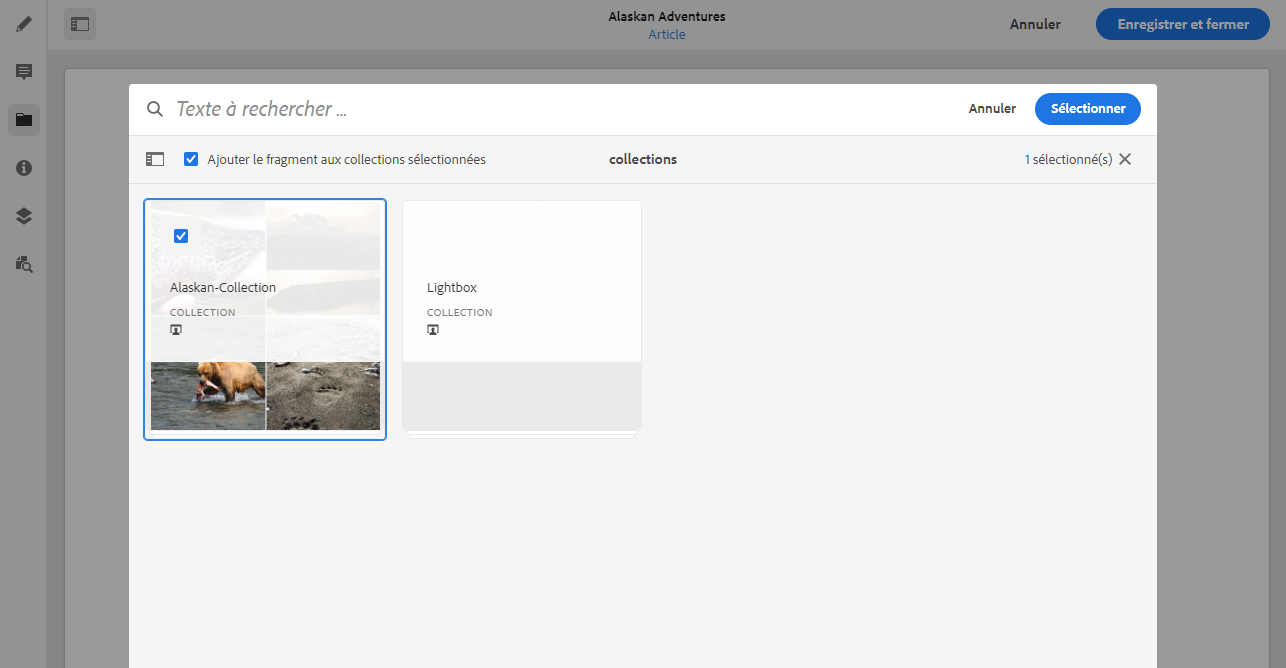 Alaskan Adventures
Article
Annuler
Enregistrer et fermer
Texte à rechercher ...
Annuler
Sélectionner
Ajouter le fragment aux collections sélectionnées
collections
1 sélectionné(s)
Alaskan-Collection
COLLECTION
Lightbox
COLLECTION